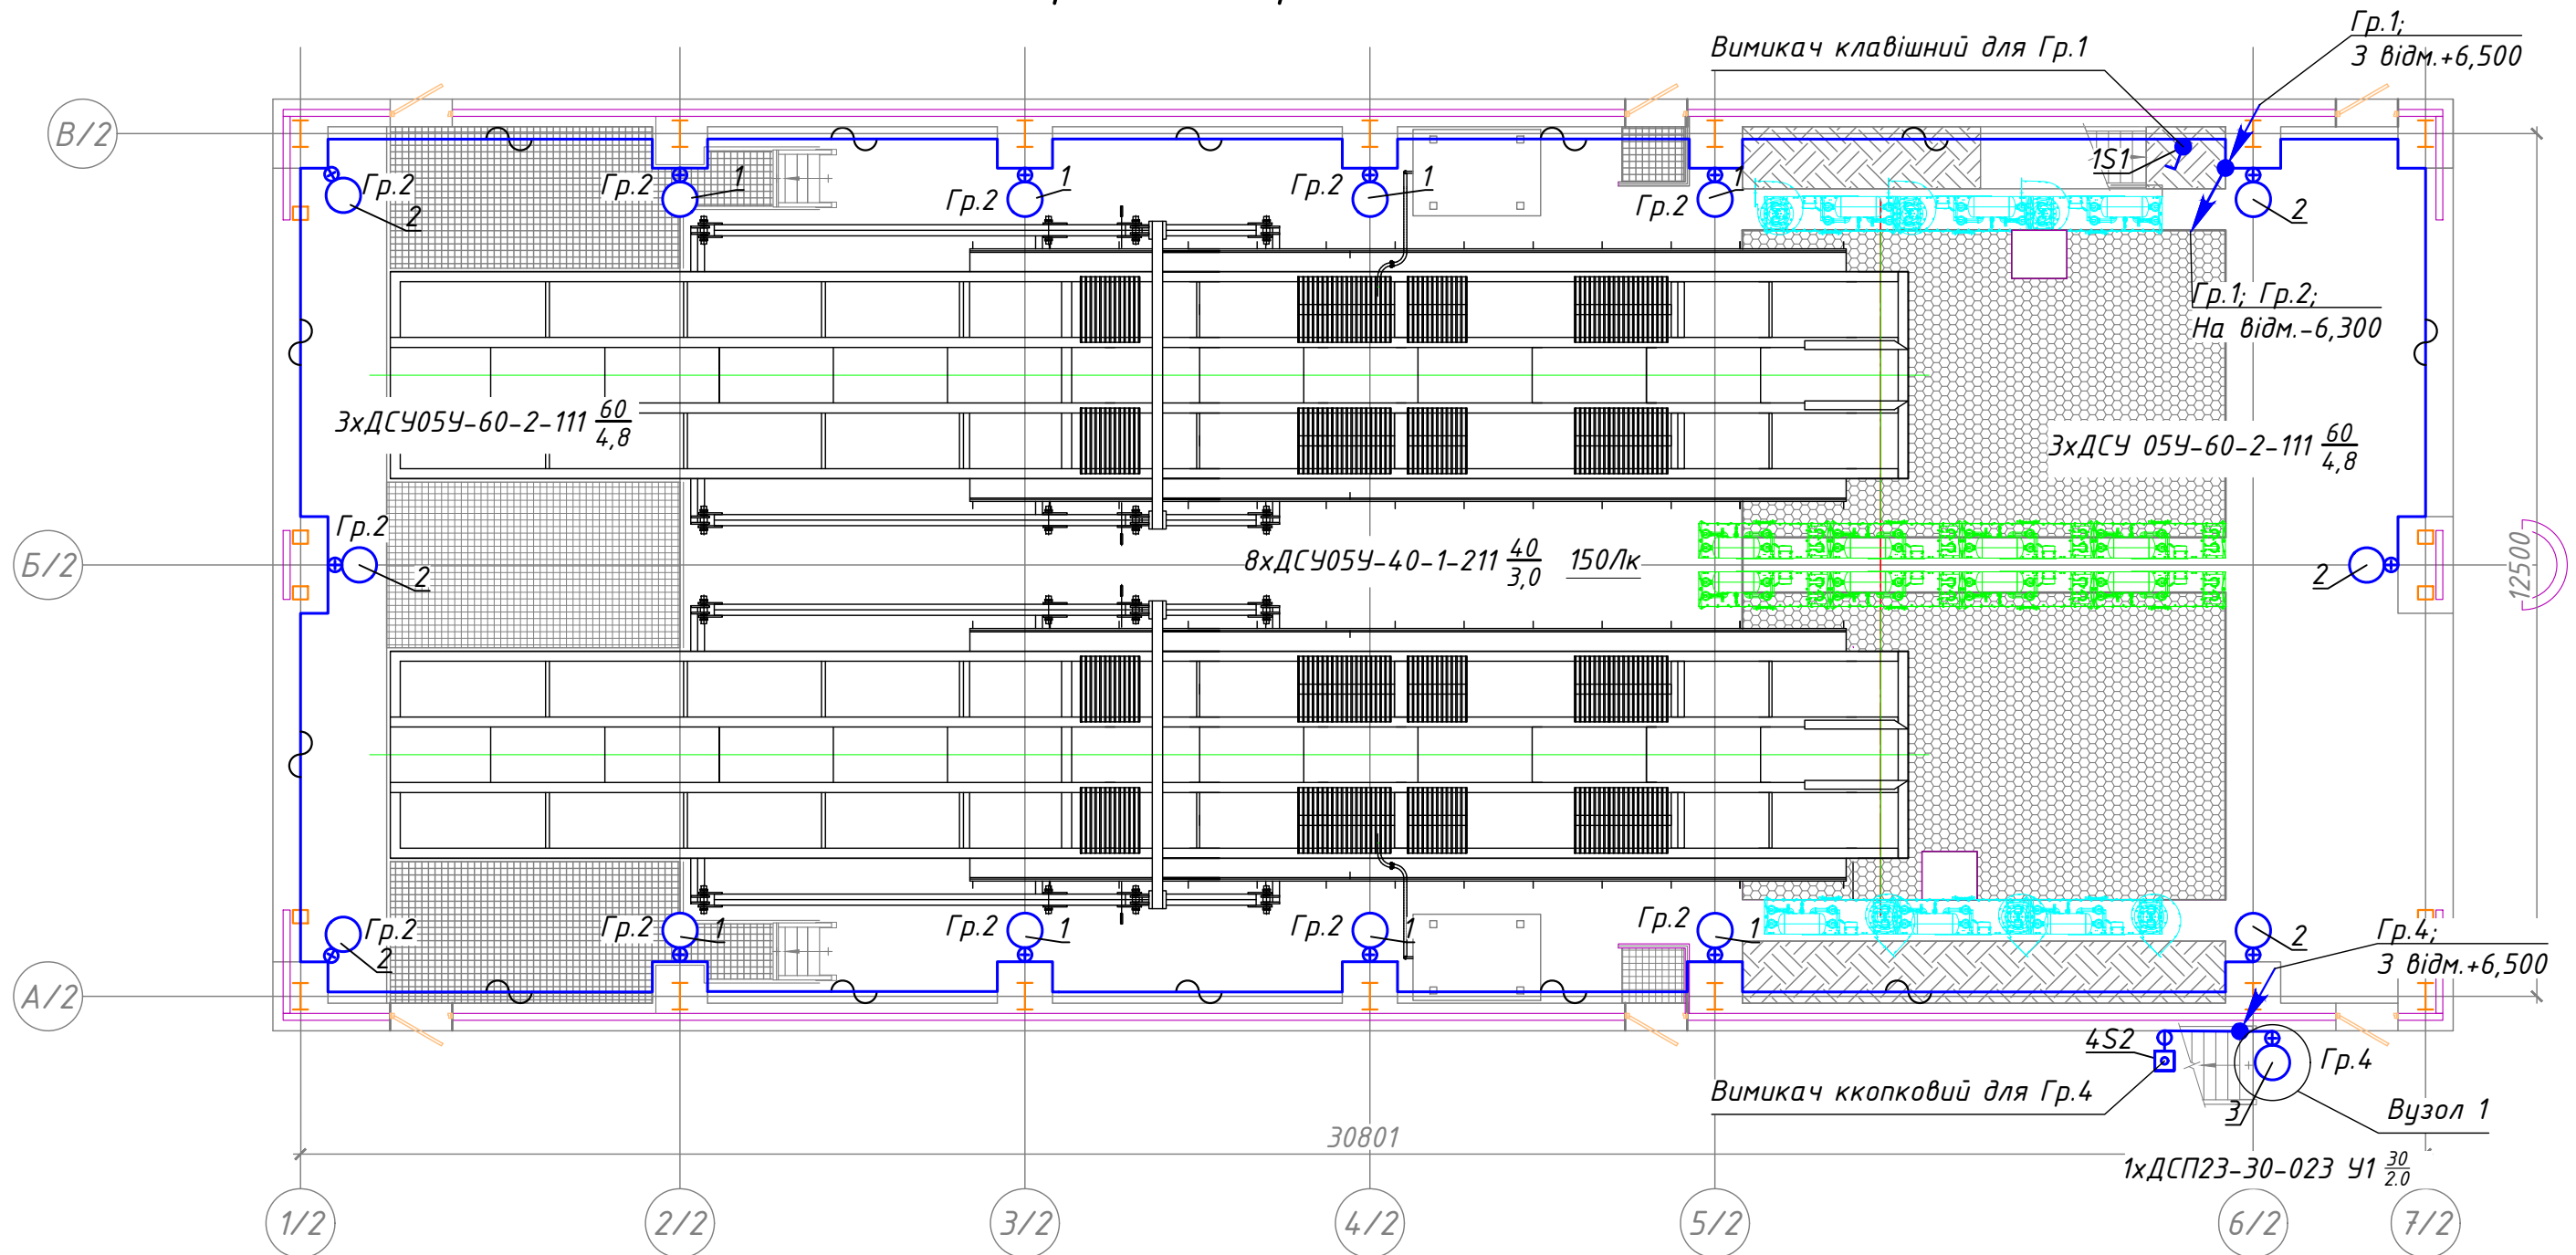 Гр.1;
З відм.+6,500
Вимикач клавішний для Гр.1
В/2
1S1
Гр.2
2
Гр.2
1
Гр.2
1
Гр.2
1
Гр.2
1
2
Гр.1; Гр.2;
На відм.-6,300
3хДСУ05У-60-2-111 60/4,8
3хДСУ 05У-60-2-111 60/4,8
Б/2
Гр.2
2
8хДСУ05У-40-1-211 40/3,0 150Лк
2
12500
Гр.2
2
Гр.2
1
Гр.2
1
Гр.2
1
Гр.2
1
2
Гр.4;
З відм.+6,500
А/2
4S2
Гр.4
Вимикач ккопковий для Гр.4
3
Вузол 1
30801
1хДСП23-30-023 У1 30/2.0
1/2
2/2
3/2
4/2
5/2
6/2
7/2